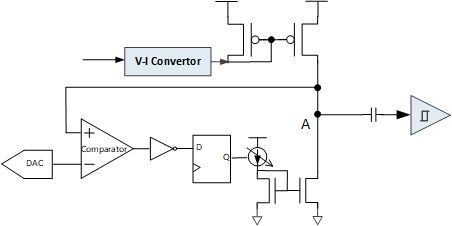 V-I Convertor
A
DAC
+
Comparator
−
D
Q